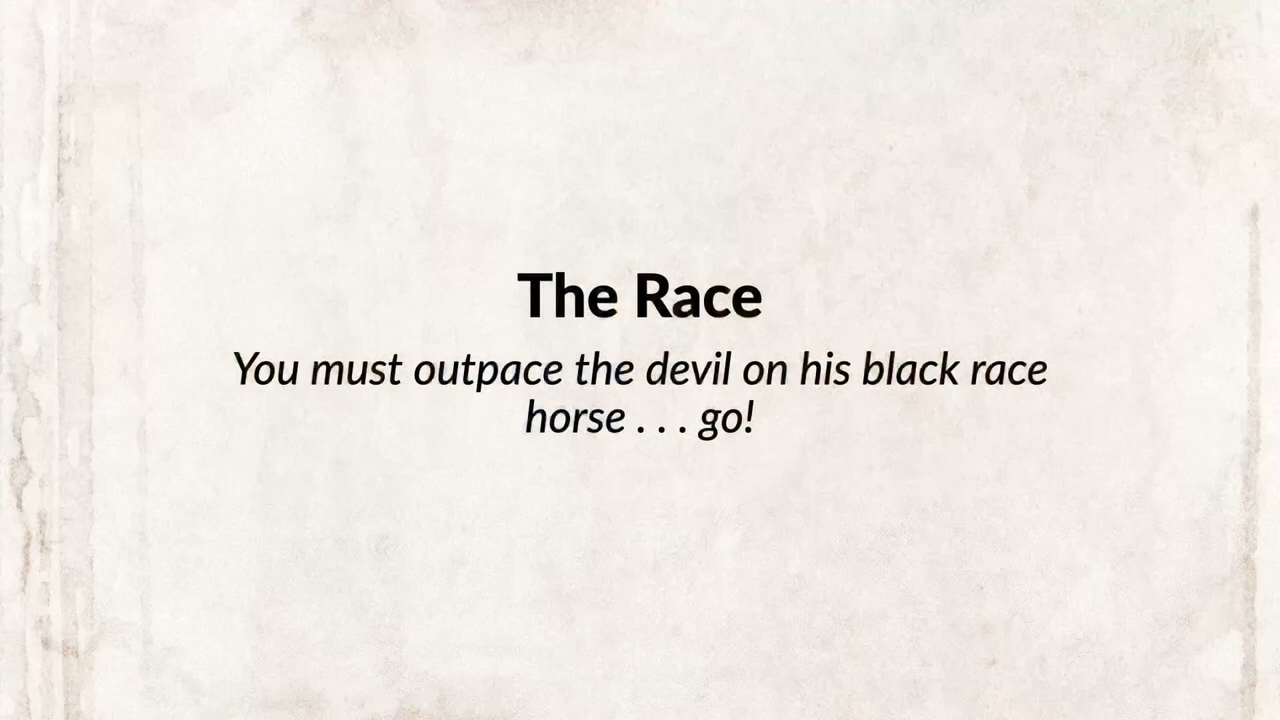 The Race
You must outpace the devil on his black race
horse . . . go!